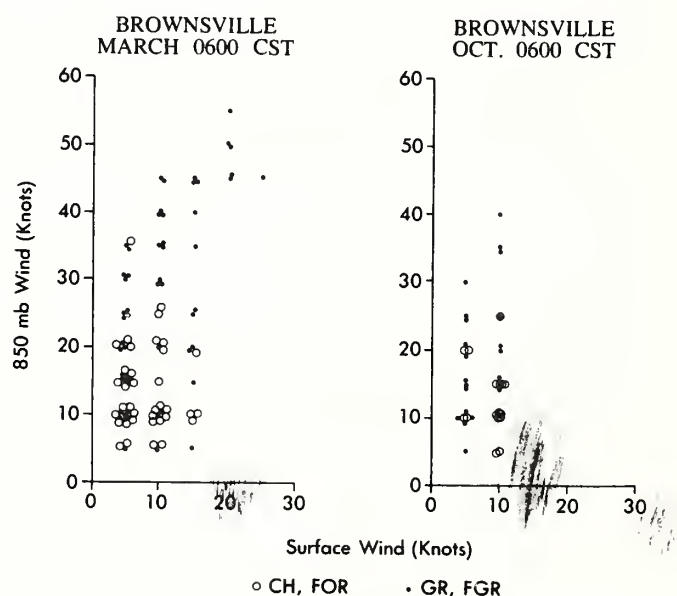 BROWNSVILLE
MARCH 0600 CST
BROWNSVILLE
OCT. 0600 CST
850 mb Wind (Knots)
60
50
40
30
20
10
0
0 10 20 30
60
50
40
30
20
10
0
0 10 20 30
Surface Wind (Knots)
○ CH, FOR • GR, FGR